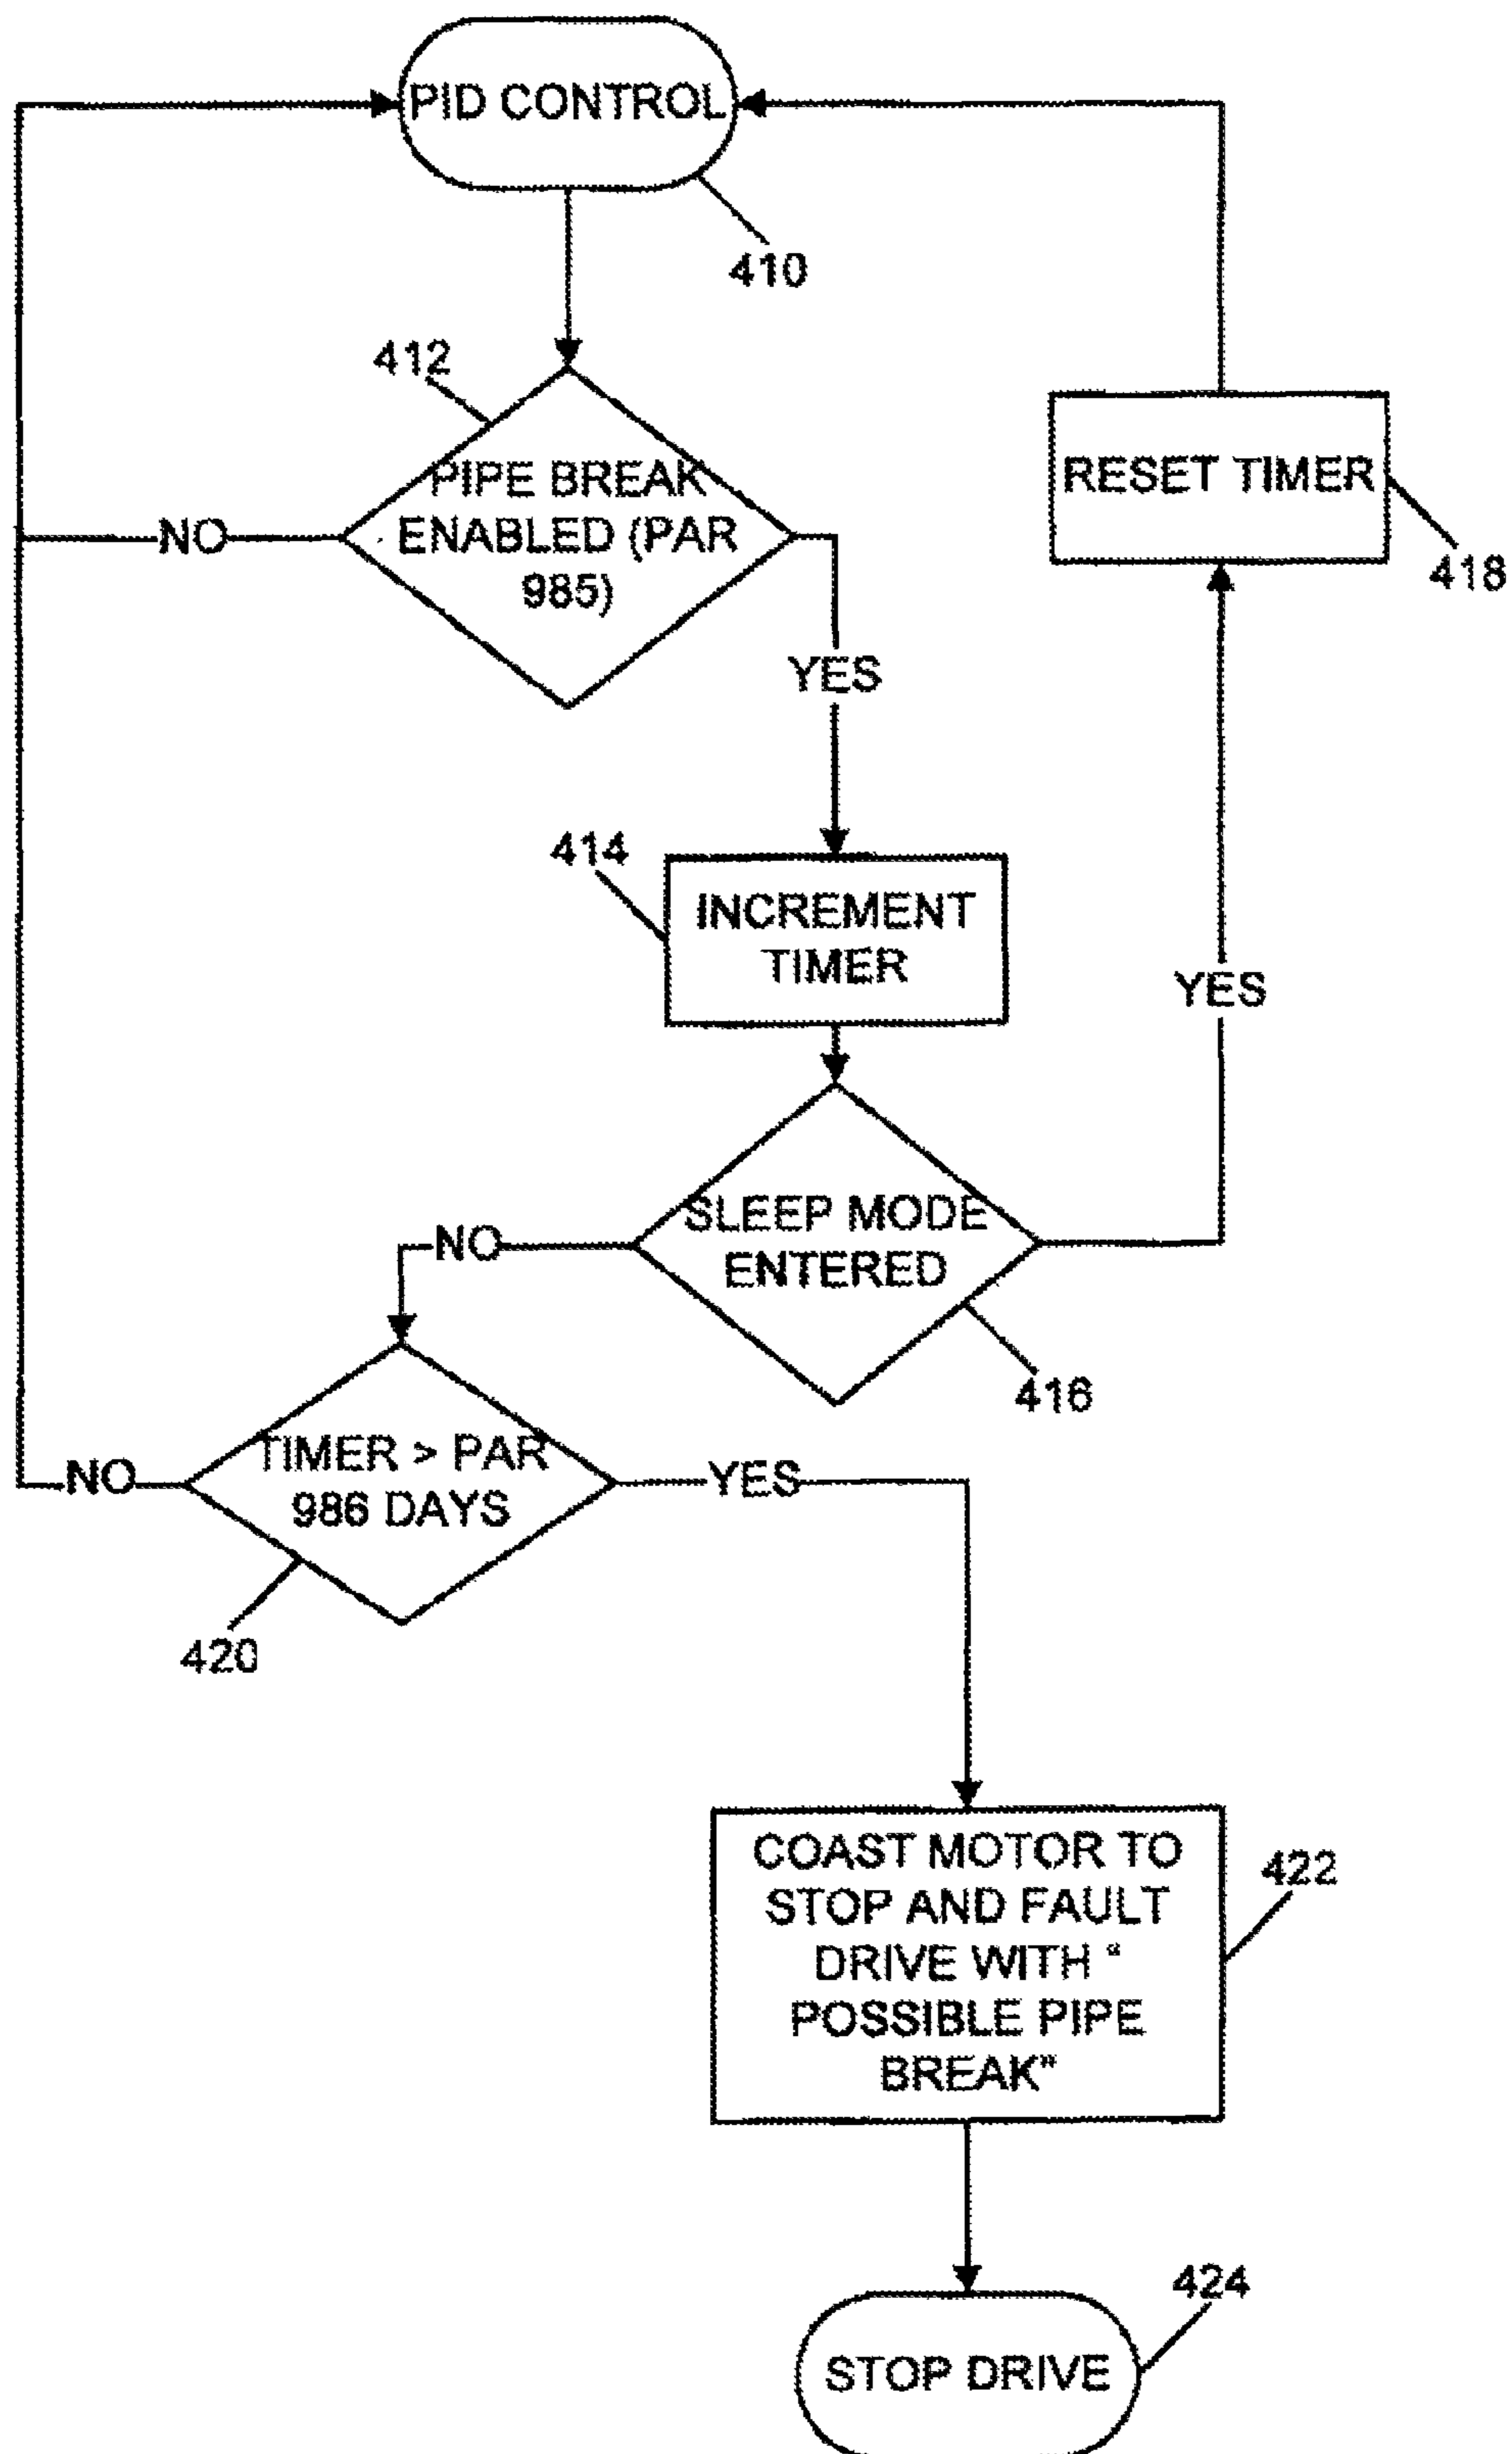 PID CONTROL
410
412
PIPE BREAK
ENABLED (PAR
985)
NO
YES
RESET TIMER
418
414
INCREMENT
TIMER
YES
SLEEP MODE
ENTERED
NO
416
TIMER > PAR
986 DAYS
NO
YES
420
COAST MOTOR TO
STOP AND FAULT
DRIVE WITH “
POSSIBLE PIPE
BREAK”
422
424
STOP DRIVE